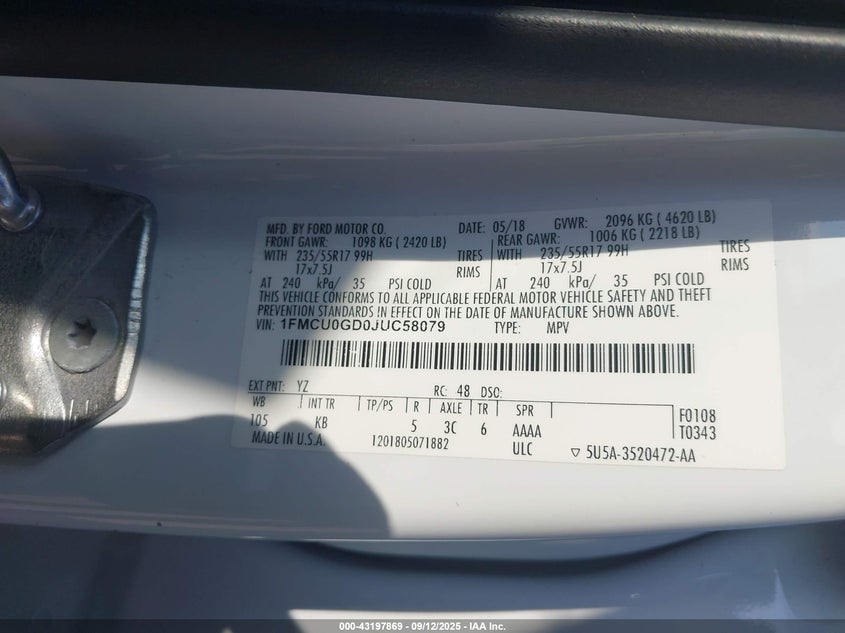 MFD. BY FORD MOTOR CO. DATE: 05/18 GVWR: 2096 KG ( 4620 LB)
FRONT GAWR: 1098 KG ( 2420 LB) REAR GAWR: 1006 KG ( 2218 LB)
WITH 235/55R17 99H TIRES WITH 235/55R17 99H TIRES
17x7.5J RIMS 17x7.5J RIMS
AT 240 kPa/ 35 PSI COLD AT 240 kPa/ 35 PSI COLD
THIS VEHICLE CONFORMS TO ALL APPLICABLE FEDERAL MOTOR VEHICLE SAFETY AND THEFT
PREVENTION STANDARDS IN EFFECT ON THE DATE OF MANUFACTURE SHOWN ABOVE.
VIN: 1FMCU0GD0JUC58079 TYPE: MPV
EXT PNT: YZ RC: 48 DSO:
WB INT TR TP/PS R AXLE TR SPR F0108
105 KB 5 3C 6 AAAA T0343
MADE IN U.S.A. 1201805071882 ULC ▽ 5U5A-3520472-AA
000-43197869 - 09/12/2025 - IAA Inc.